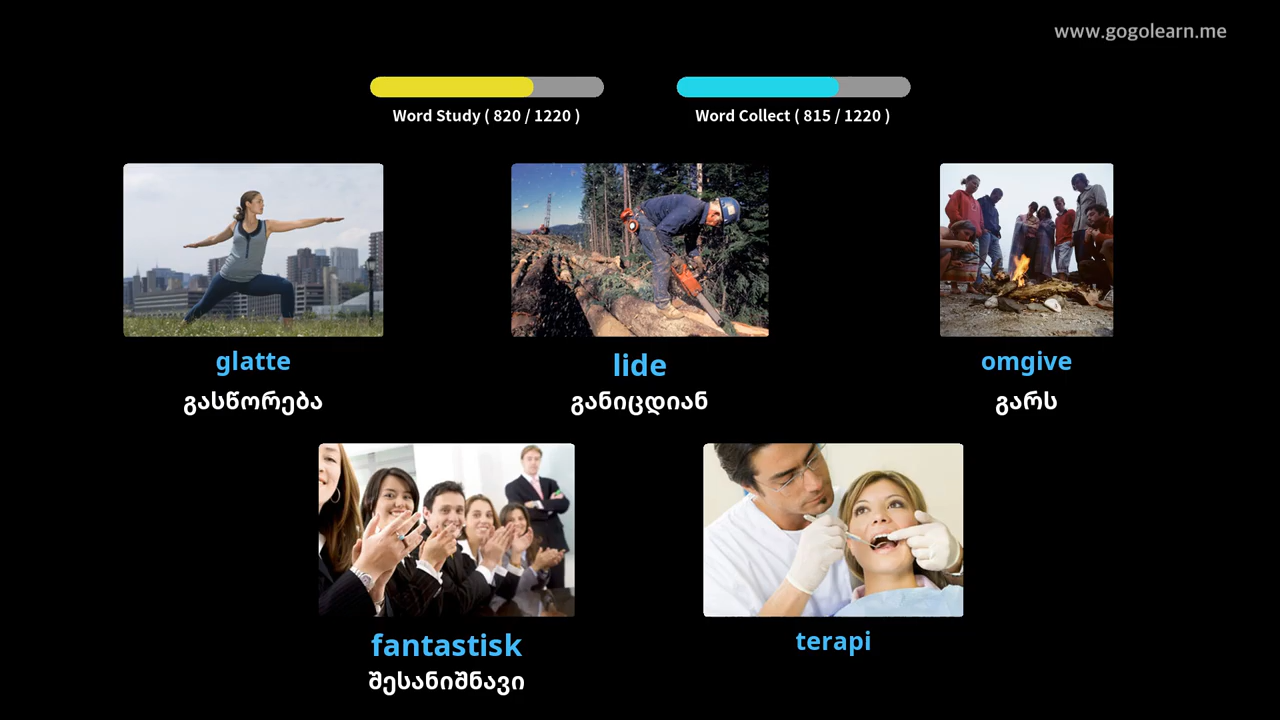 www.gogolearn.me
Word Study ( 820 / 1220 )
Word Collect ( 815 / 1220 )
glatte
lide
omgive
გასწორება
განიცდიან
გარს
fantastisk
terapi
შესანიშნავი